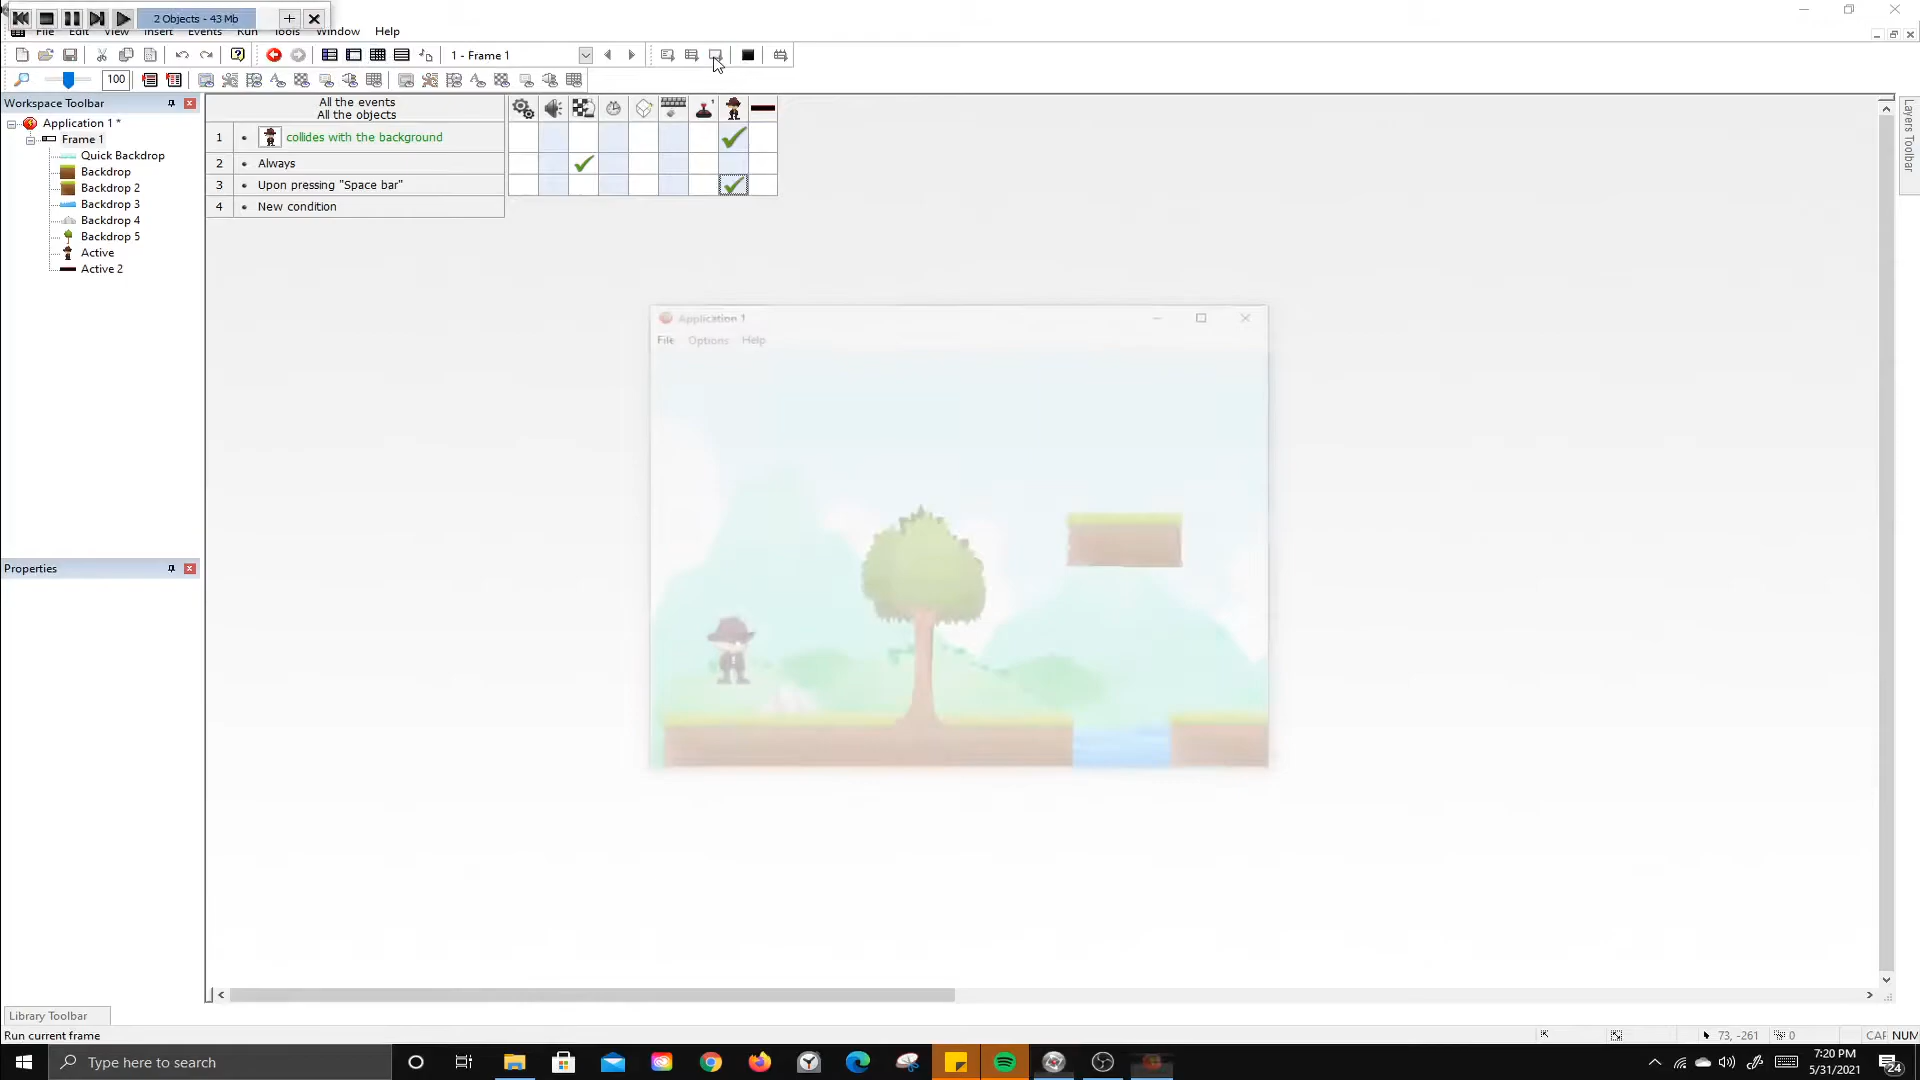 2 Objects - 43 Mb
File Edit View Insert Events Run Tools Window Help
1 - Frame 1
100
Workspace Toolbar
Application 1 *
Frame 1
Quick Backdrop
Backdrop
Backdrop 2
Backdrop 3
Backdrop 4
Backdrop 5
Active
Active 2
All the events
All the objects
1 • collides with the background
2 • Always
3 • Upon pressing "Space bar"
4 • New condition
Layers Toolbar
Application 1
File Options Help
Properties
Library Toolbar
Run current frame
73, -261
0
CAP NUM
Type here to search
7:20 PM
5/31/2021
24